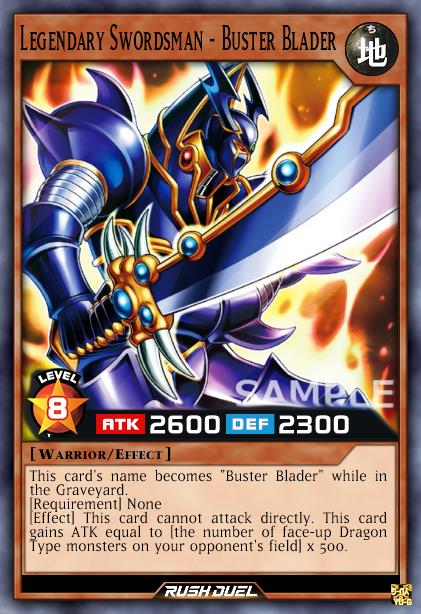 Legendary Swordsman - Buster Blader
ち
地
SAMPLE
LEVEL
8
ATK 2600 DEF 2300
[Warrior/Effect]
This card's name becomes "Buster Blader" while in
the Graveyard.
[Requirement] None
[Effect] This card cannot attack directly. This card
gains ATK equal to [the number of face-up Dragon
Type monsters on your opponent's field] x 500.
RUSH DUEL